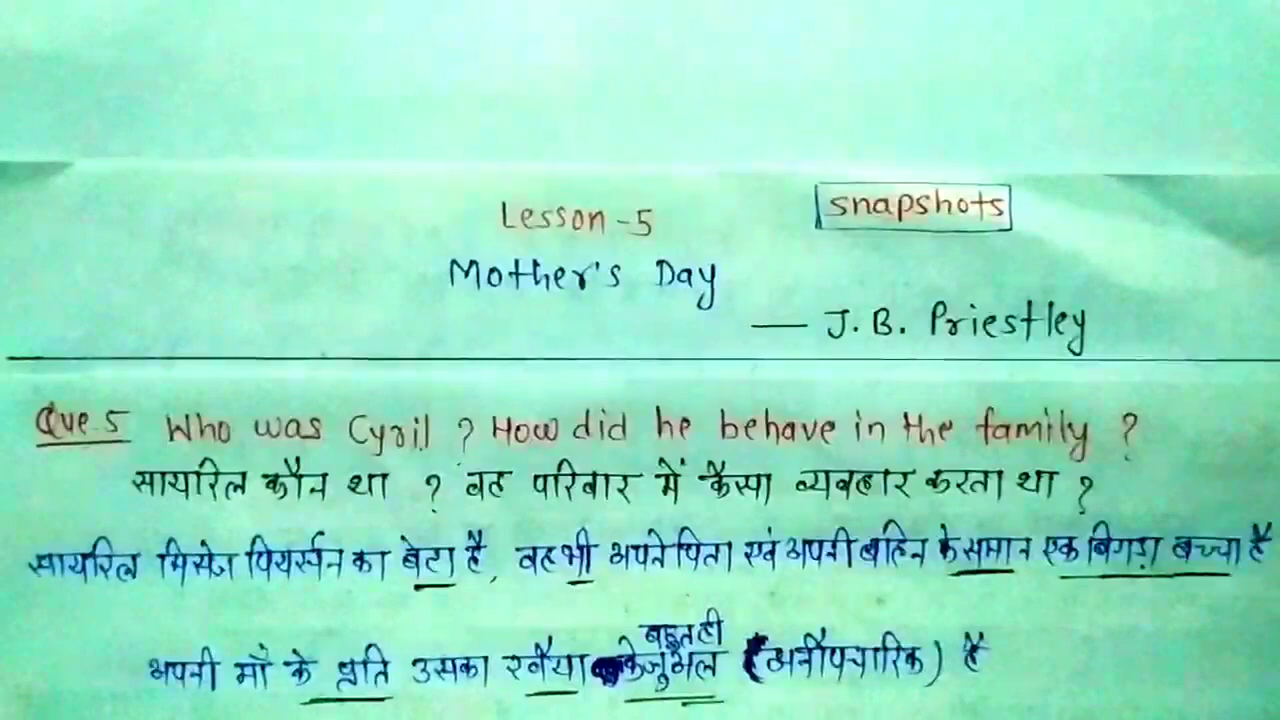 Lesson-5
snapshots
Mother's Day
— J.B. Priestley
Que.5 Who was Cyril ? How did he behave in the family ?
सायरिल कौन था ? वह परिवार में कैसा व्यवहार करता था ?
सायरिल मिसेज पियर्सन का बेटा है, वह भी अपने पिता एवं अपनी बहिन के समान एक बिगड़ा बच्चा है
बहुत ही
अपनी माँ के प्रति उसका रवैया केजुअल (अनौपचारिक) है